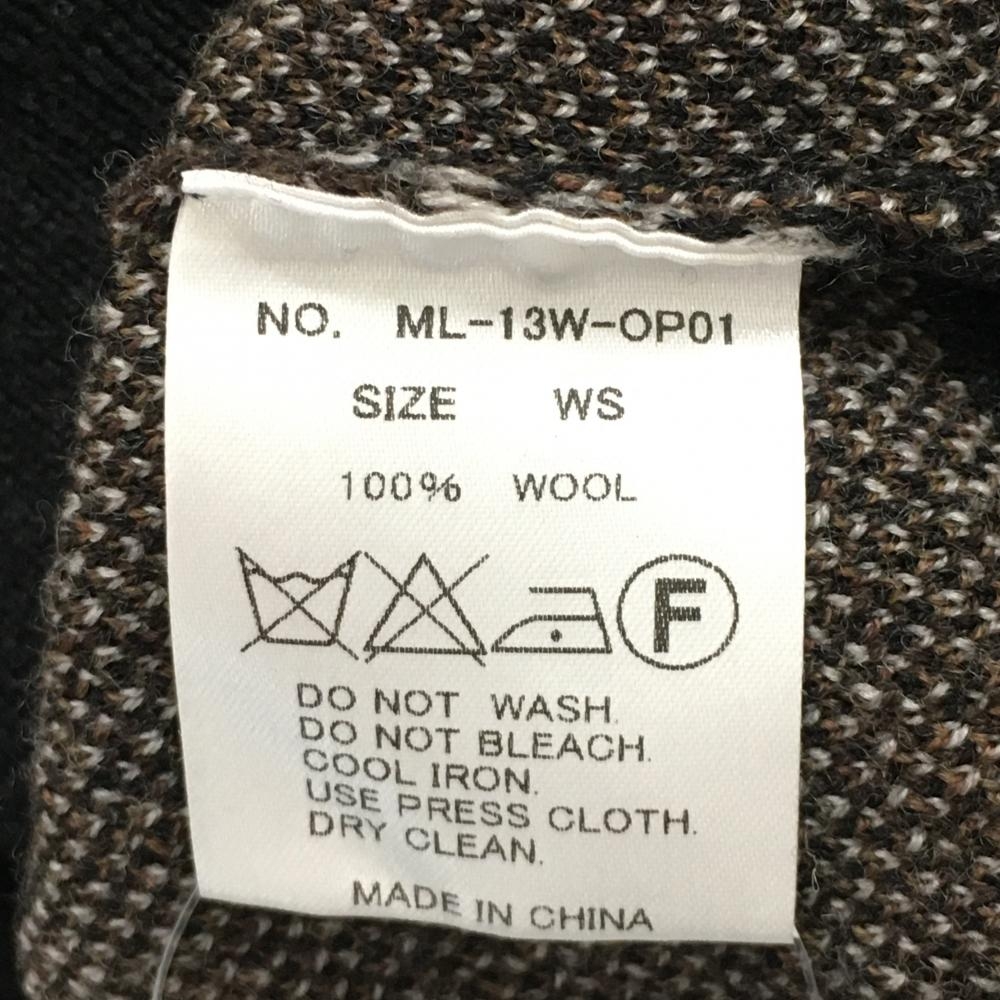 NO. ML-13W-OP01
SIZE WS
100% WOOL
F
DO NOT WASH.
DO NOT BLEACH.
COOL IRON.
USE PRESS CLOTH.
DRY CLEAN.
MADE IN CHINA